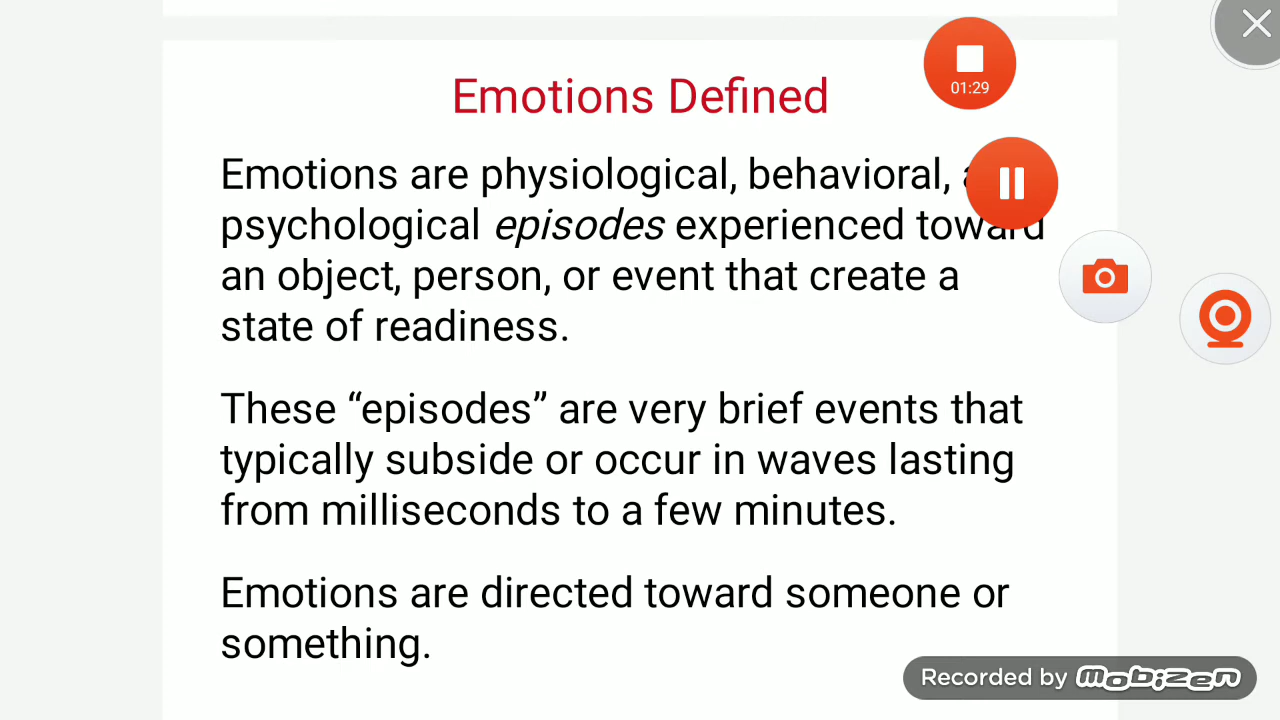 Emotions Defined
01:29
Emotions are physiological, behavioral,
psychological episodes experienced toward
an object, person, or event that create a
state of readiness.
These “episodes” are very brief events that
typically subside or occur in waves lasting
from milliseconds to a few minutes.
Emotions are directed toward someone or
something.
Recorded by mobizen